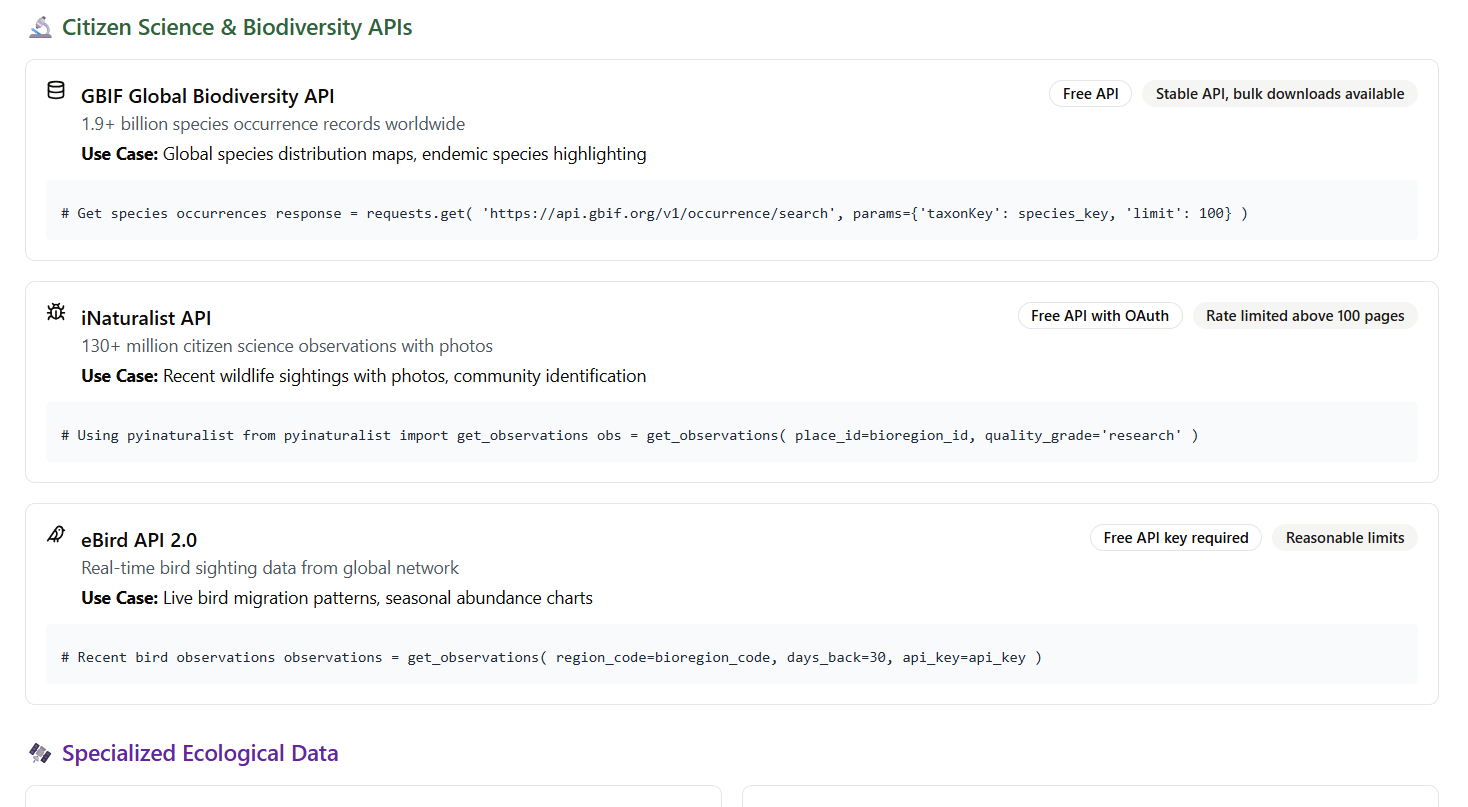 Citizen Science & Biodiversity APIs
GBIF Global Biodiversity API
Free API
Stable API, bulk downloads available
1.9+ billion species occurrence records worldwide
Use Case: Global species distribution maps, endemic species highlighting
# Get species occurrences response = requests.get( 'https://api.gbif.org/v1/occurrence/search', params={'taxonKey': species_key, 'limit': 100} )
iNaturalist API
Free API with OAuth
Rate limited above 100 pages
130+ million citizen science observations with photos
Use Case: Recent wildlife sightings with photos, community identification
# Using pyinaturalist from pyinaturalist import get_observations obs = get_observations( place_id=bioregion_id, quality_grade='research' )
eBird API 2.0
Free API key required
Reasonable limits
Real-time bird sighting data from global network
Use Case: Live bird migration patterns, seasonal abundance charts
# Recent bird observations observations = get_observations( region_code=bioregion_code, days_back=30, api_key=api_key )
Specialized Ecological Data